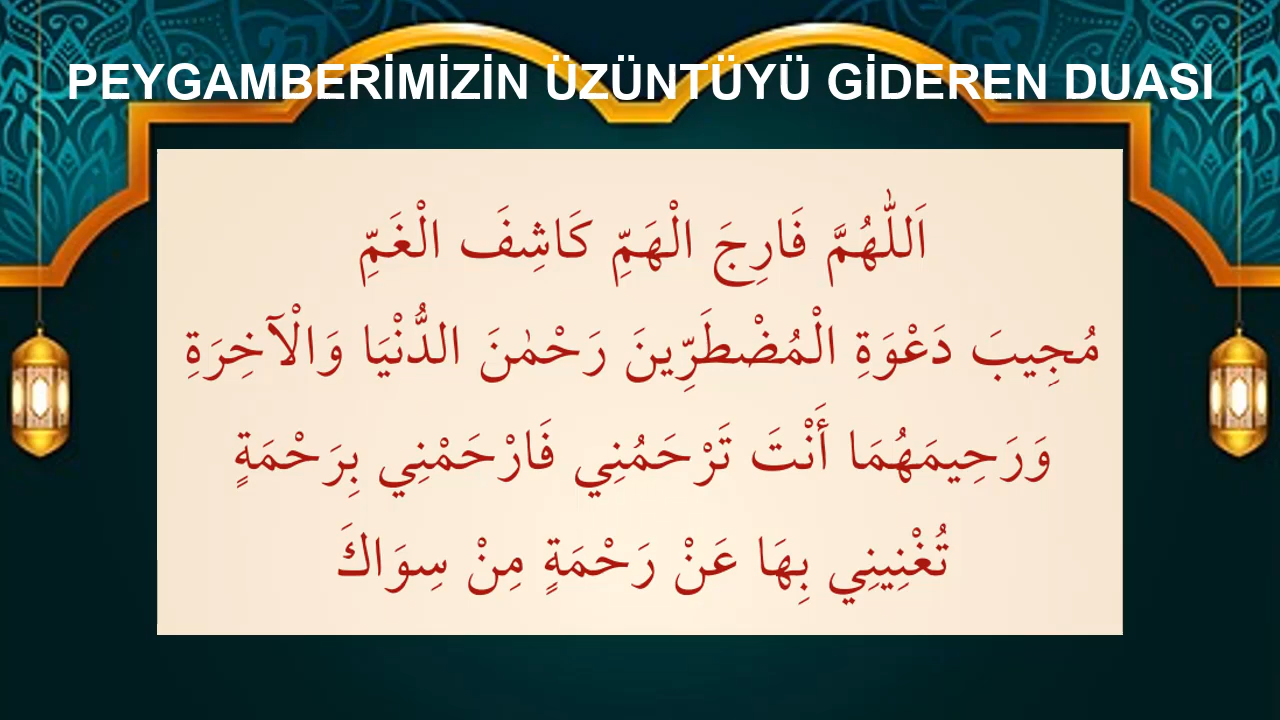 PEYGAMBERİMİZİN ÜZÜNTÜYÜ GİDEREN DUASI
اَللّٰهُمَّ فَارِجَ الْهَمِّ كَاشِفَ الْغَمِّ
مُجِيبَ دَعْوَةِ الْمُضْطَرِّينَ رَحْمٰنَ الدُّنْيَا وَالْآخِرَةِ
وَرَحِيمَهُمَا أَنْتَ تَرْحَمُنِي فَارْحَمْنِي بِرَحْمَةٍ
تُغْنِينِي بِهَا عَنْ رَحْمَةٍ مِنْ سِوَاكَ